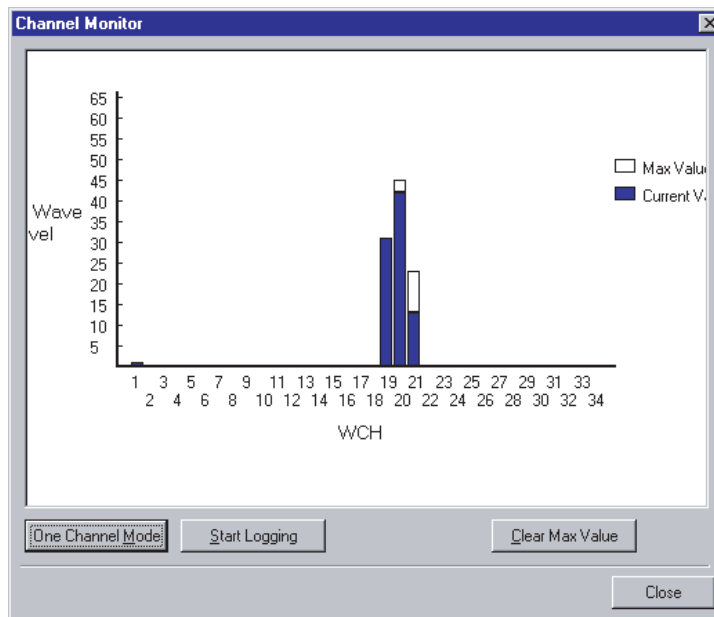 Channel Monitor
65
60
55
50
45
40
35
30
25
20
15
10
5
Wave
vel
Max Valu
Current V
1 3 5 7 9 11 13 15 17 19 21 23 25 27 29 31 33
2 4 6 8 10 12 14 16 18 20 22 24 26 28 30 32 34
WCH
One Channel Mode
Start Logging
Clear Max Value
Close